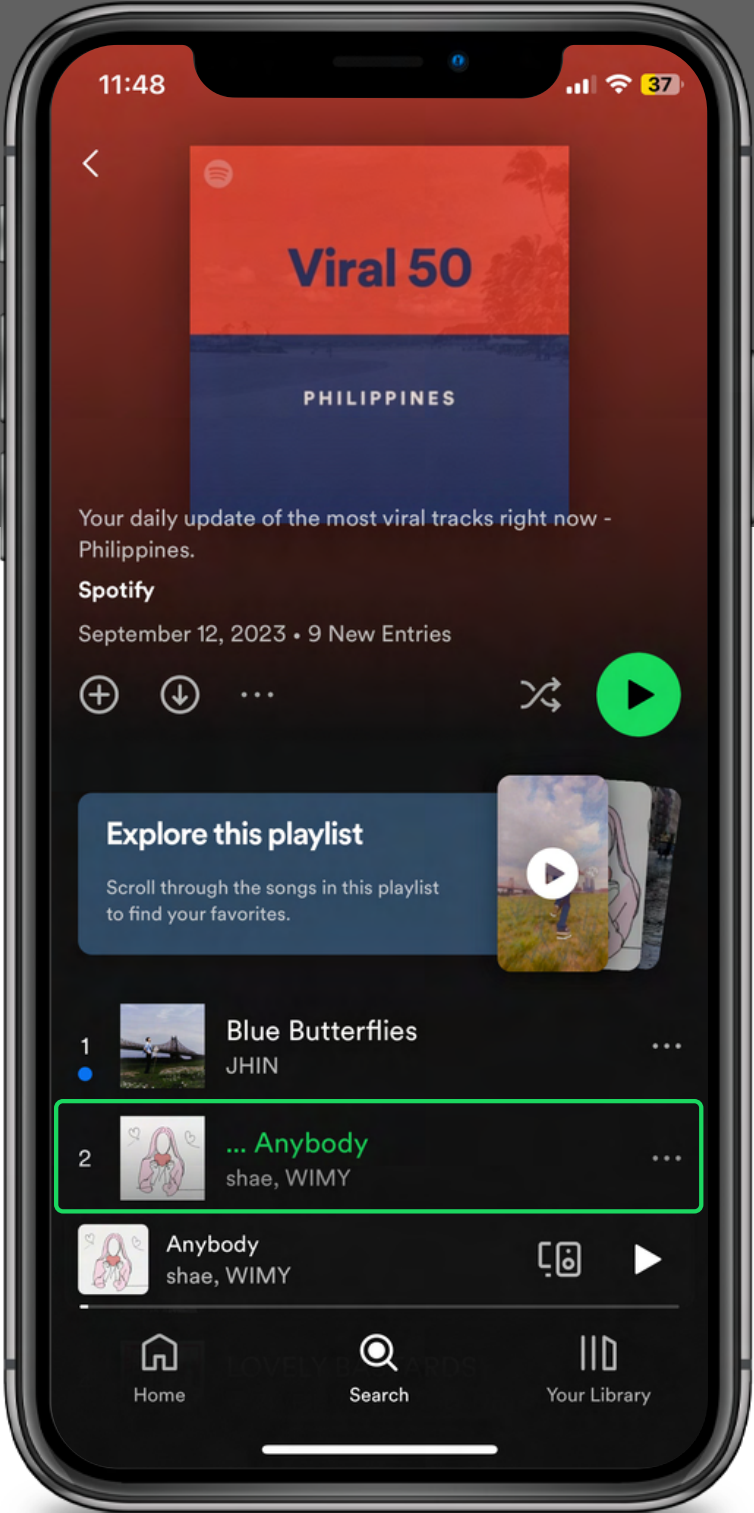 11:48
37
Viral 50
PHILIPPINES
Your daily update of the most viral tracks right now -
Philippines.
Spotify
September 12, 2023 • 9 New Entries
Explore this playlist
Scroll through the songs in this playlist
to find your favorites.
1
Blue Butterflies
JHIN
2
... Anybody
shae, WIMY
Anybody
shae, WIMY
Home
Search
Your Library